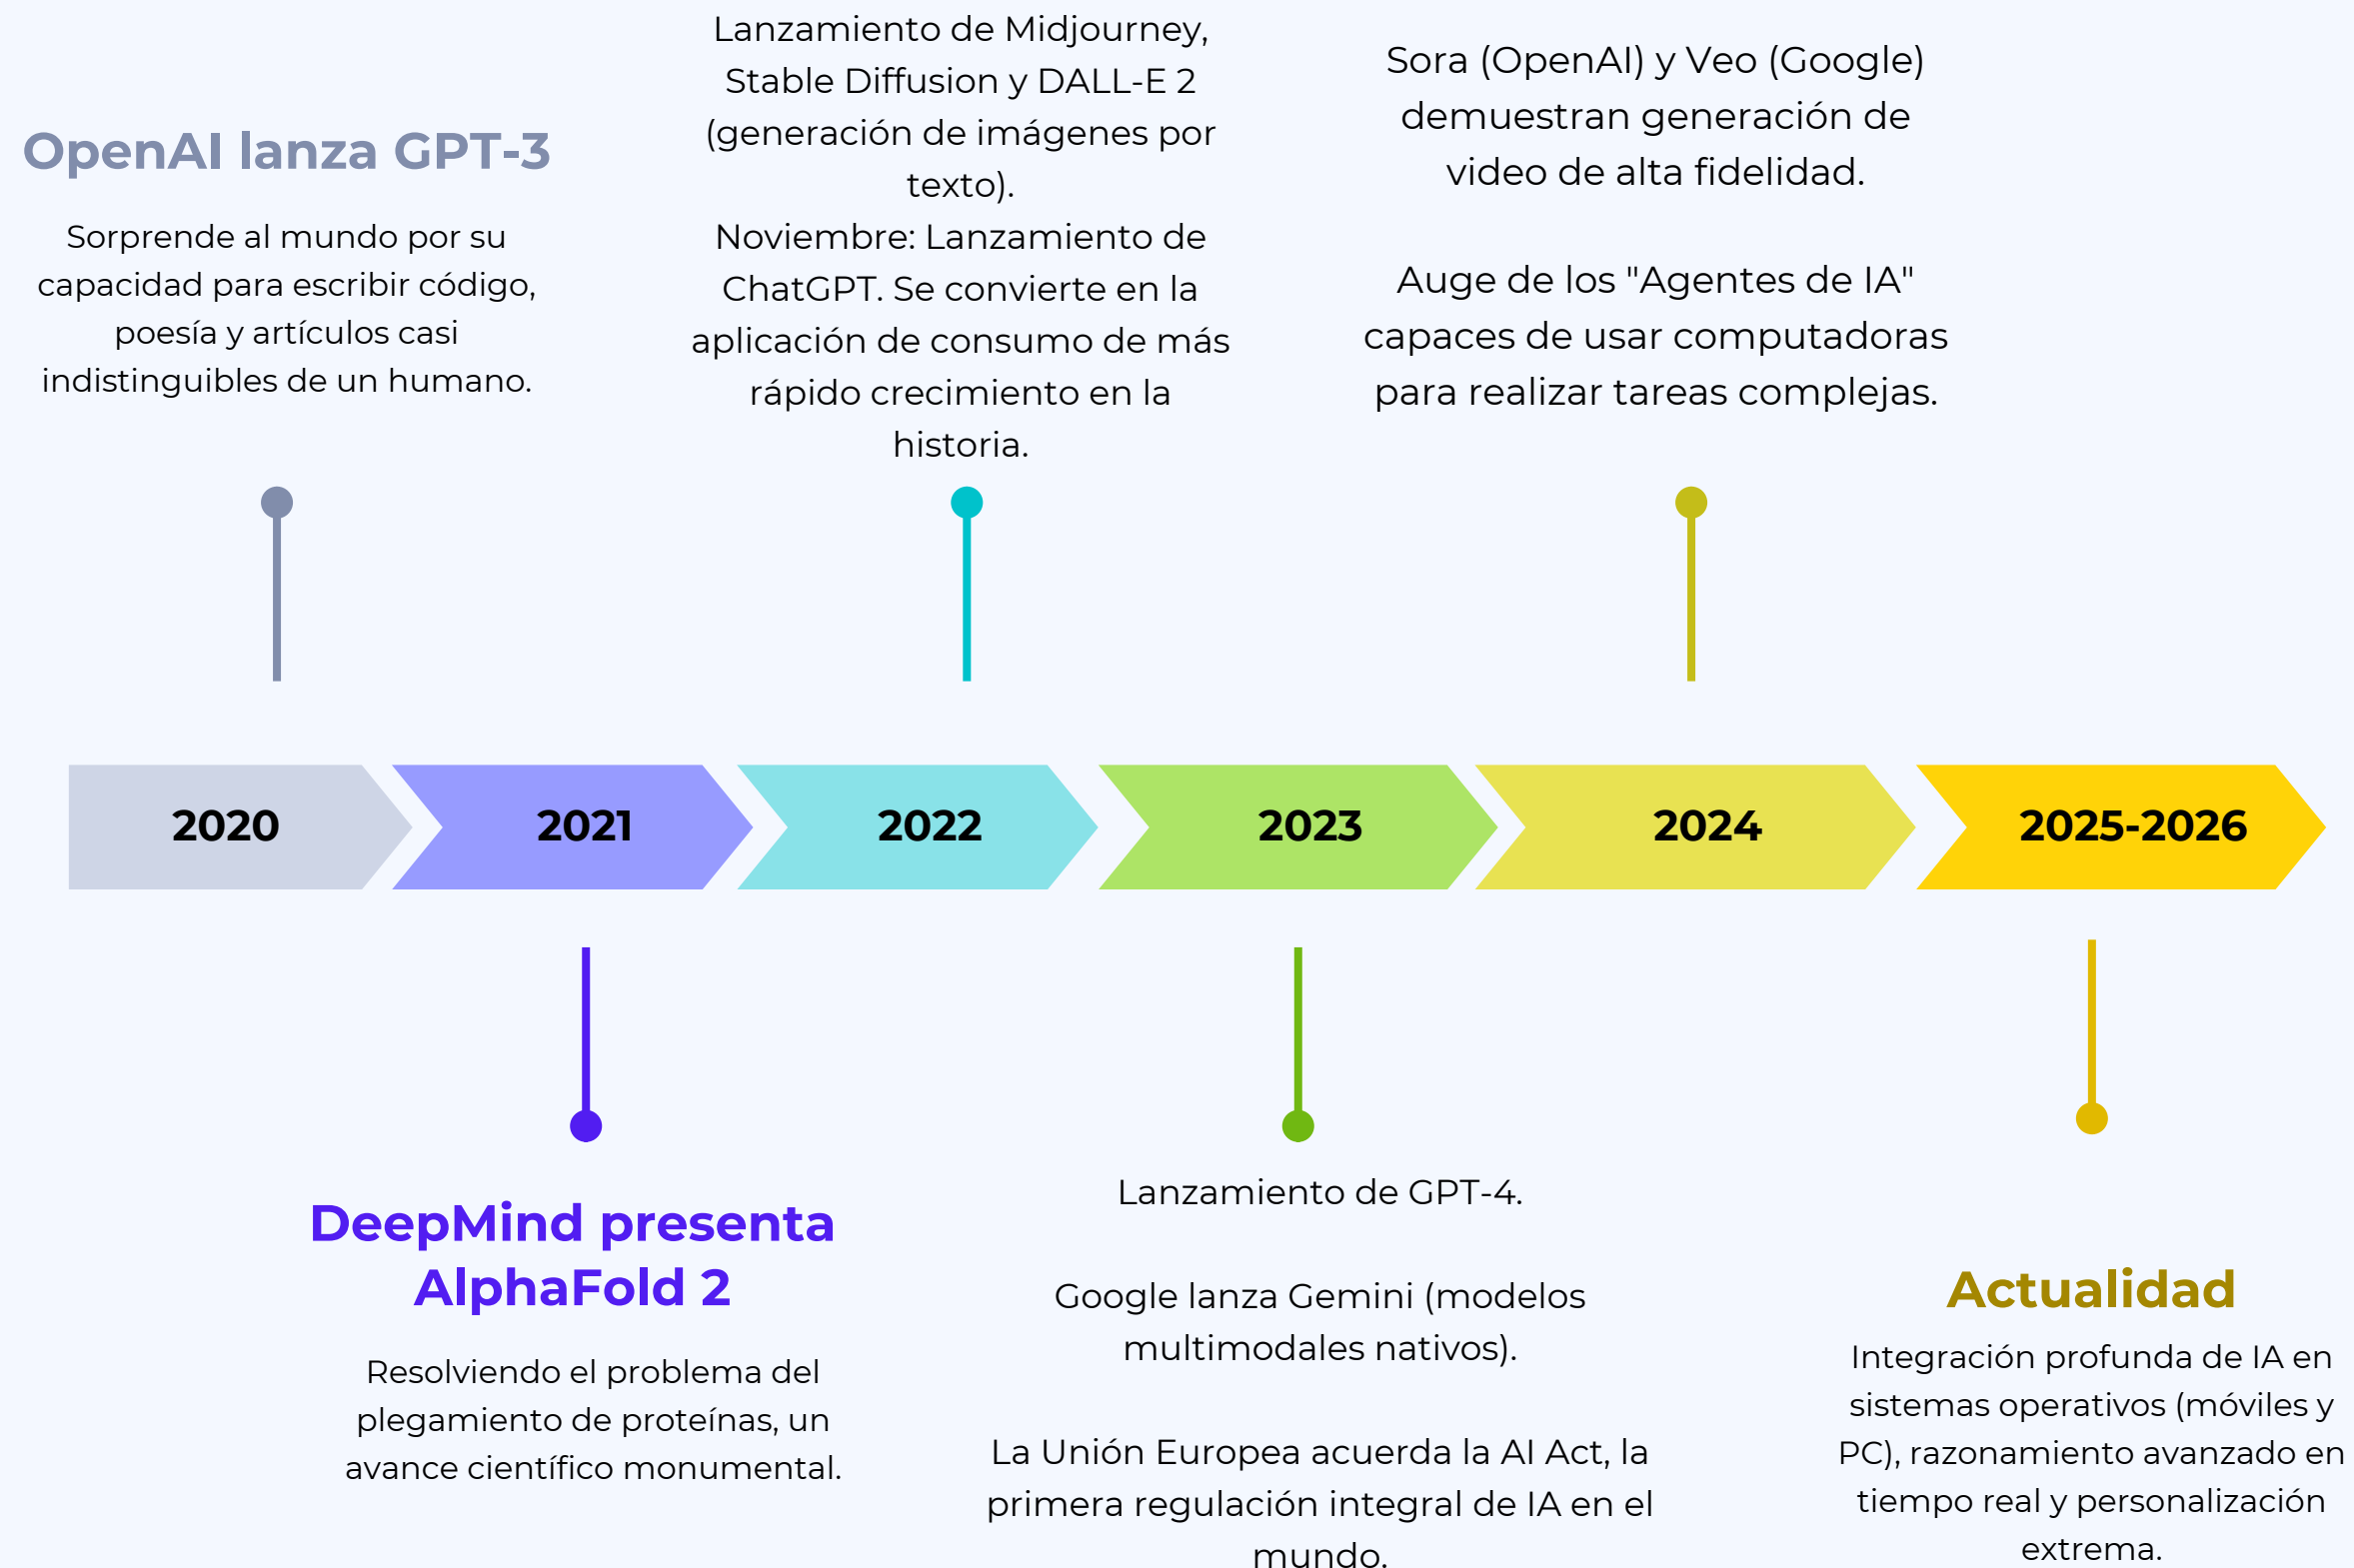 OpenAI lanza GPT-3
Sorprende al mundo por su
capacidad para escribir código,
poesía y artículos casi
indistinguibles de un humano.
Lanzamiento de Midjourney,
Stable Diffusion y DALL-E 2
(generación de imágenes por
texto).
Noviembre: Lanzamiento de
ChatGPT. Se convierte en la
aplicación de consumo de más
rápido crecimiento en la
historia.
Sora (OpenAI) y Veo (Google)
demuestran generación de
video de alta fidelidad.
Auge de los "Agentes de IA"
capaces de usar computadoras
para realizar tareas complejas.
2020
2021
2022
2023
2024
2025-2026
DeepMind presenta
AlphaFold 2
Resolviendo el problema del
plegamiento de proteínas, un
avance científico monumental.
Lanzamiento de GPT-4.
Google lanza Gemini (modelos
multimodales nativos).
La Unión Europea acuerda la AI Act, la
primera regulación integral de IA en el
mundo.
Actualidad
Integración profunda de IA en
sistemas operativos (móviles y
PC), razonamiento avanzado en
tiempo real y personalización
extrema.